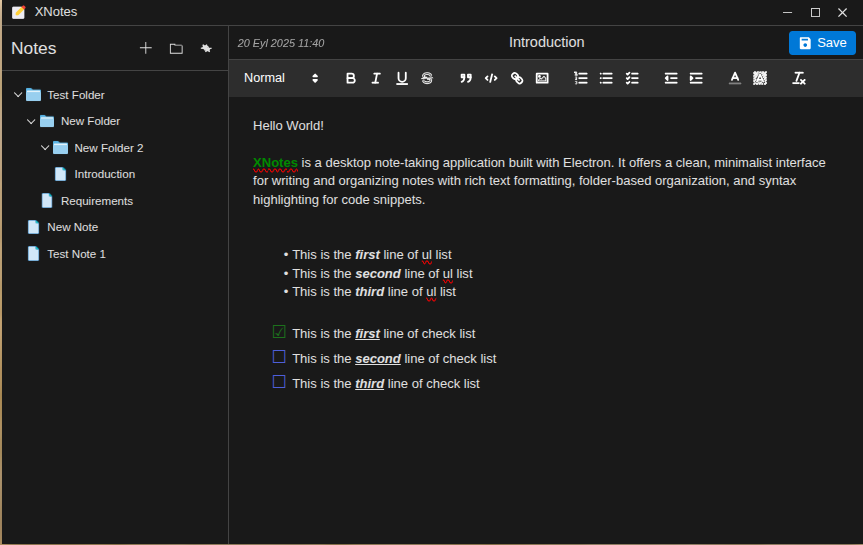 XNotes
Notes
20 Eyl 2025 11:40
Introduction
Save
Normal
Test Folder
New Folder
New Folder 2
Introduction
Requirements
New Note
Test Note 1
Hello World!
XNotes is a desktop note-taking application built with Electron. It offers a clean, minimalist interface
for writing and organizing notes with rich text formatting, folder-based organization, and syntax
highlighting for code snippets.
• This is the first line of ul list
• This is the second line of ul list
• This is the third line of ul list
☑ This is the first line of check list
☐ This is the second line of check list
☐ This is the third line of check list